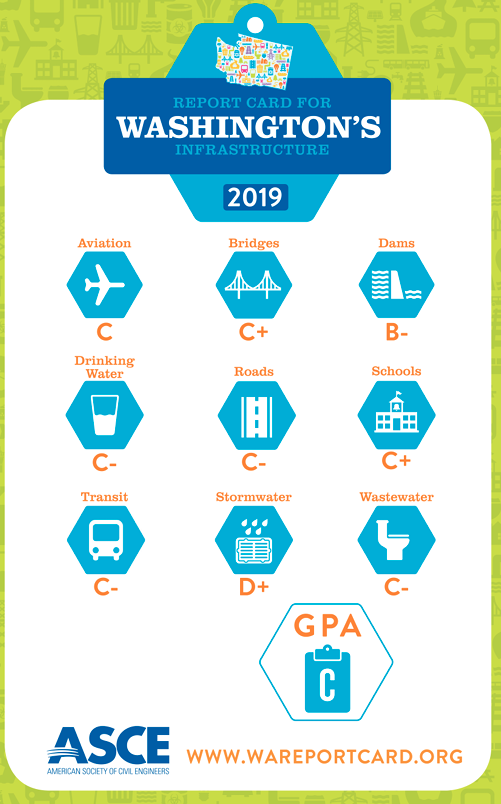 REPORT CARD FOR
WASHINGTON'S
INFRASTRUCTURE
2019
Aviation
C
Bridges
C+
Dams
B-
Drinking
Water
C-
Roads
C-
Schools
C+
Transit
C-
Stormwater
D+
Wastewater
C-
GPA
C
ASCE
AMERICAN SOCIETY OF CIVIL ENGINEERS
WWW.WAREPORTCARD.ORG